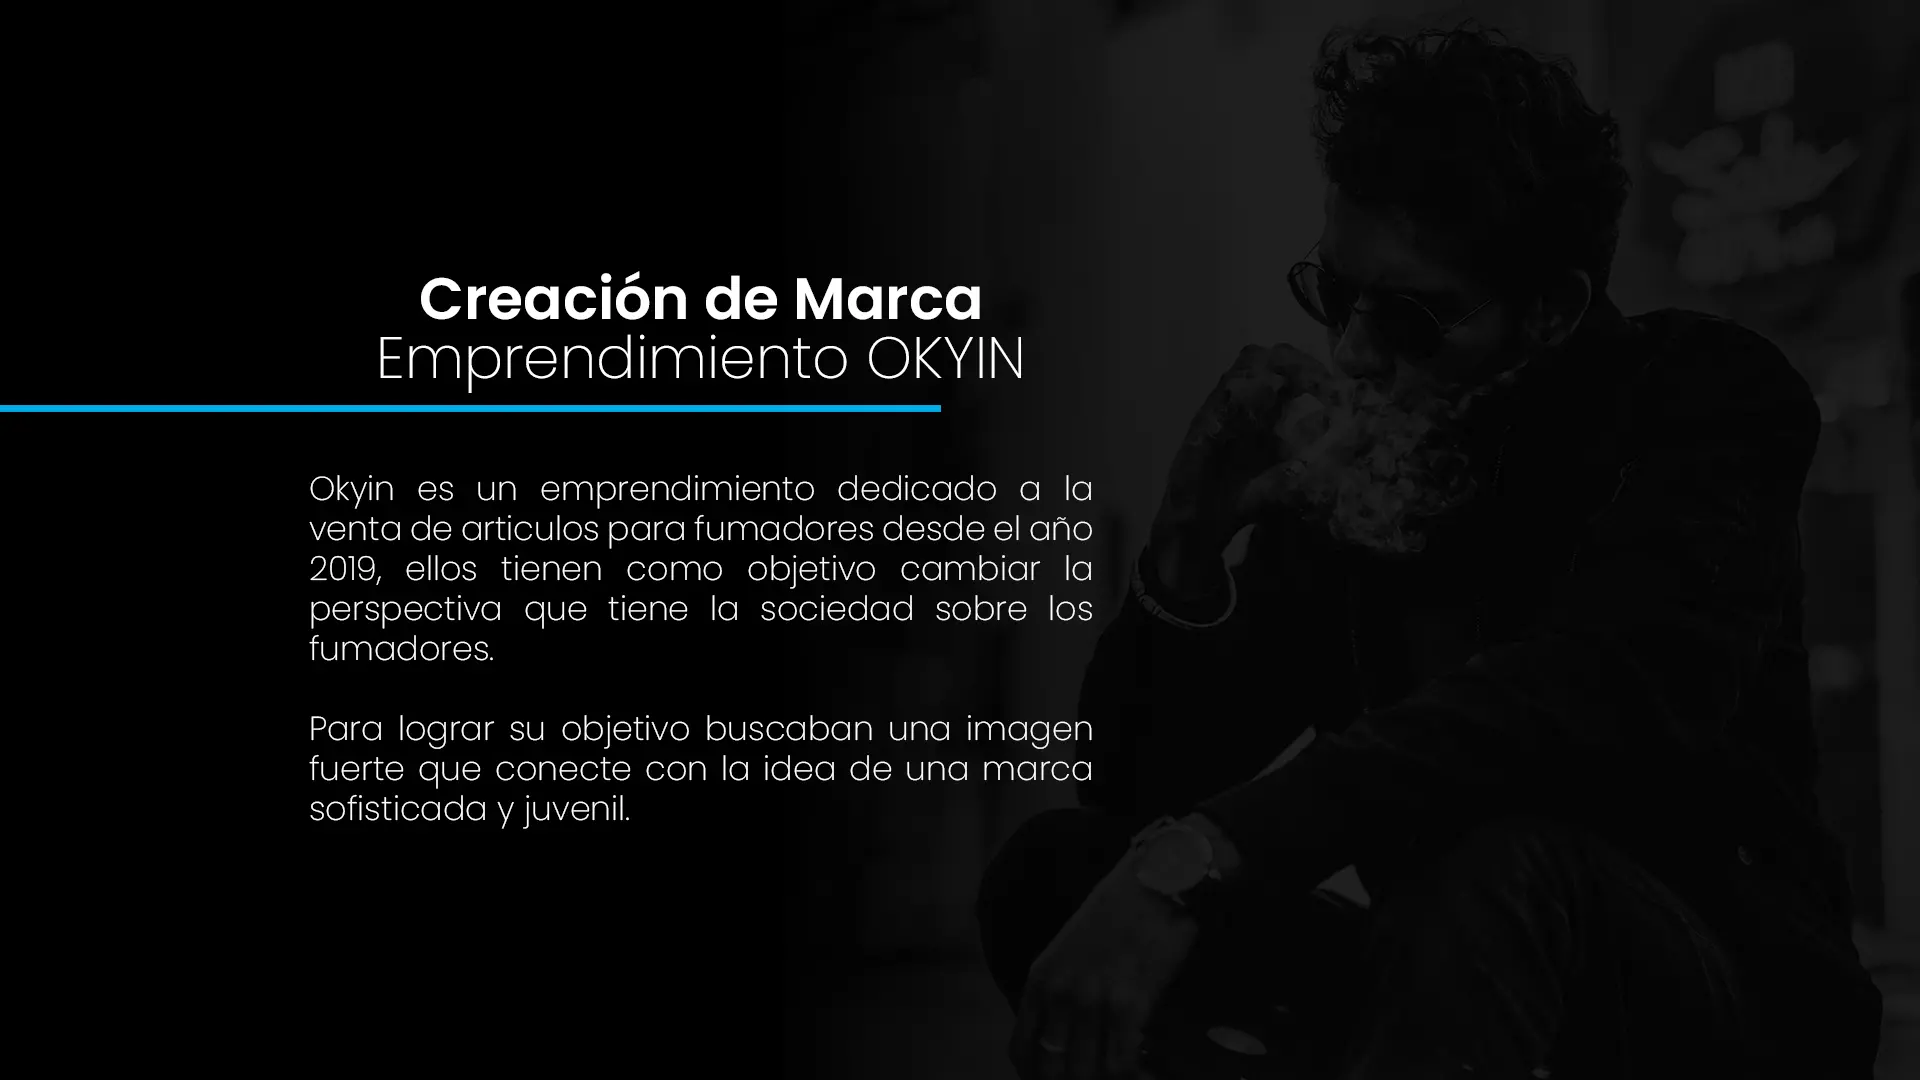 Creación de Marca
Emprendimiento OKYIN
Okyin es un emprendimiento dedicado a la
venta de articulos para fumadores desde el año
2019, ellos tienen como objetivo cambiar la
perspectiva que tiene la sociedad sobre los
fumadores.
Para lograr su objetivo buscaban una imagen
fuerte que conecte con la idea de una marca
sofisticada y juvenil.